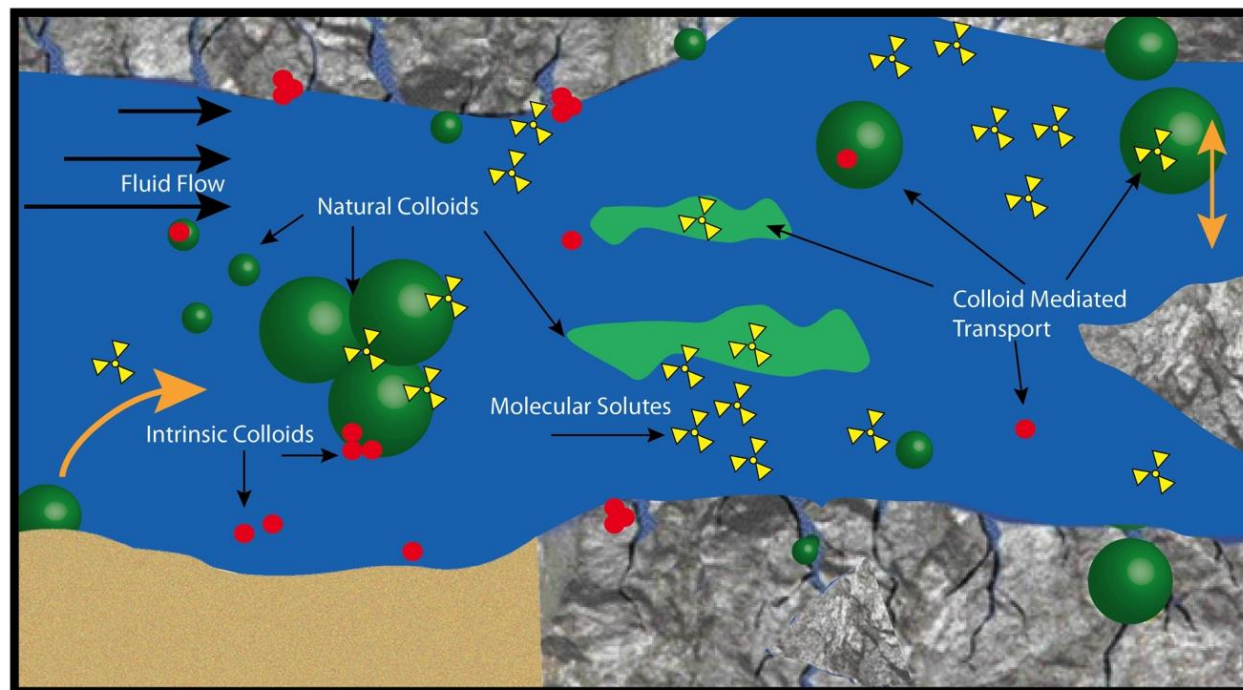 Fluid Flow
Natural Colloids
Colloid Mediated
Transport
Molecular Solutes
Intrinsic Colloids